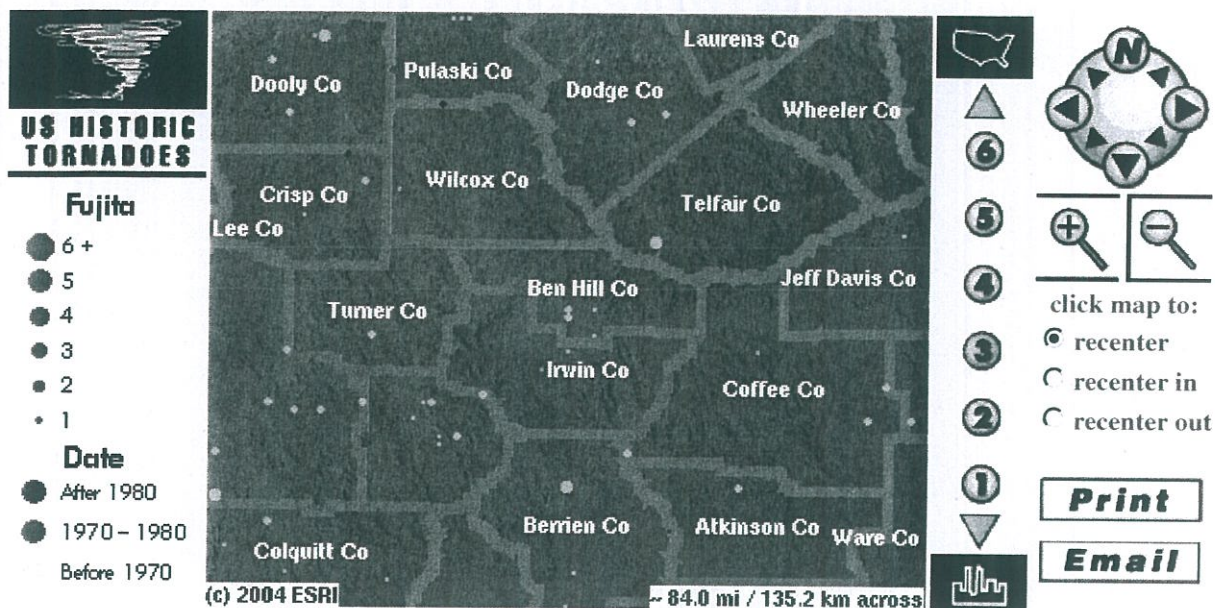 US HISTORIC
TORNADOES
Fujita
6 +
5
4
3
2
1
Date
After 1980
1970 - 1980
Before 1970
Laurens Co
Pulaski Co
Dooly Co
Dodge Co
Wheeler Co
Wilcox Co
Crisp Co
Telfair Co
Lee Co
Jeff Davis Co
Ben Hill Co
Turner Co
Irwin Co
Coffee Co
Berrien Co
Atkinson Co
Ware Co
Colquitt Co
(c) 2004 ESRI
~ 84.0 mi / 135.2 km across
6
5
4
3
2
1
N
click map to:
recenter
recenter in
recenter out
Print
Email